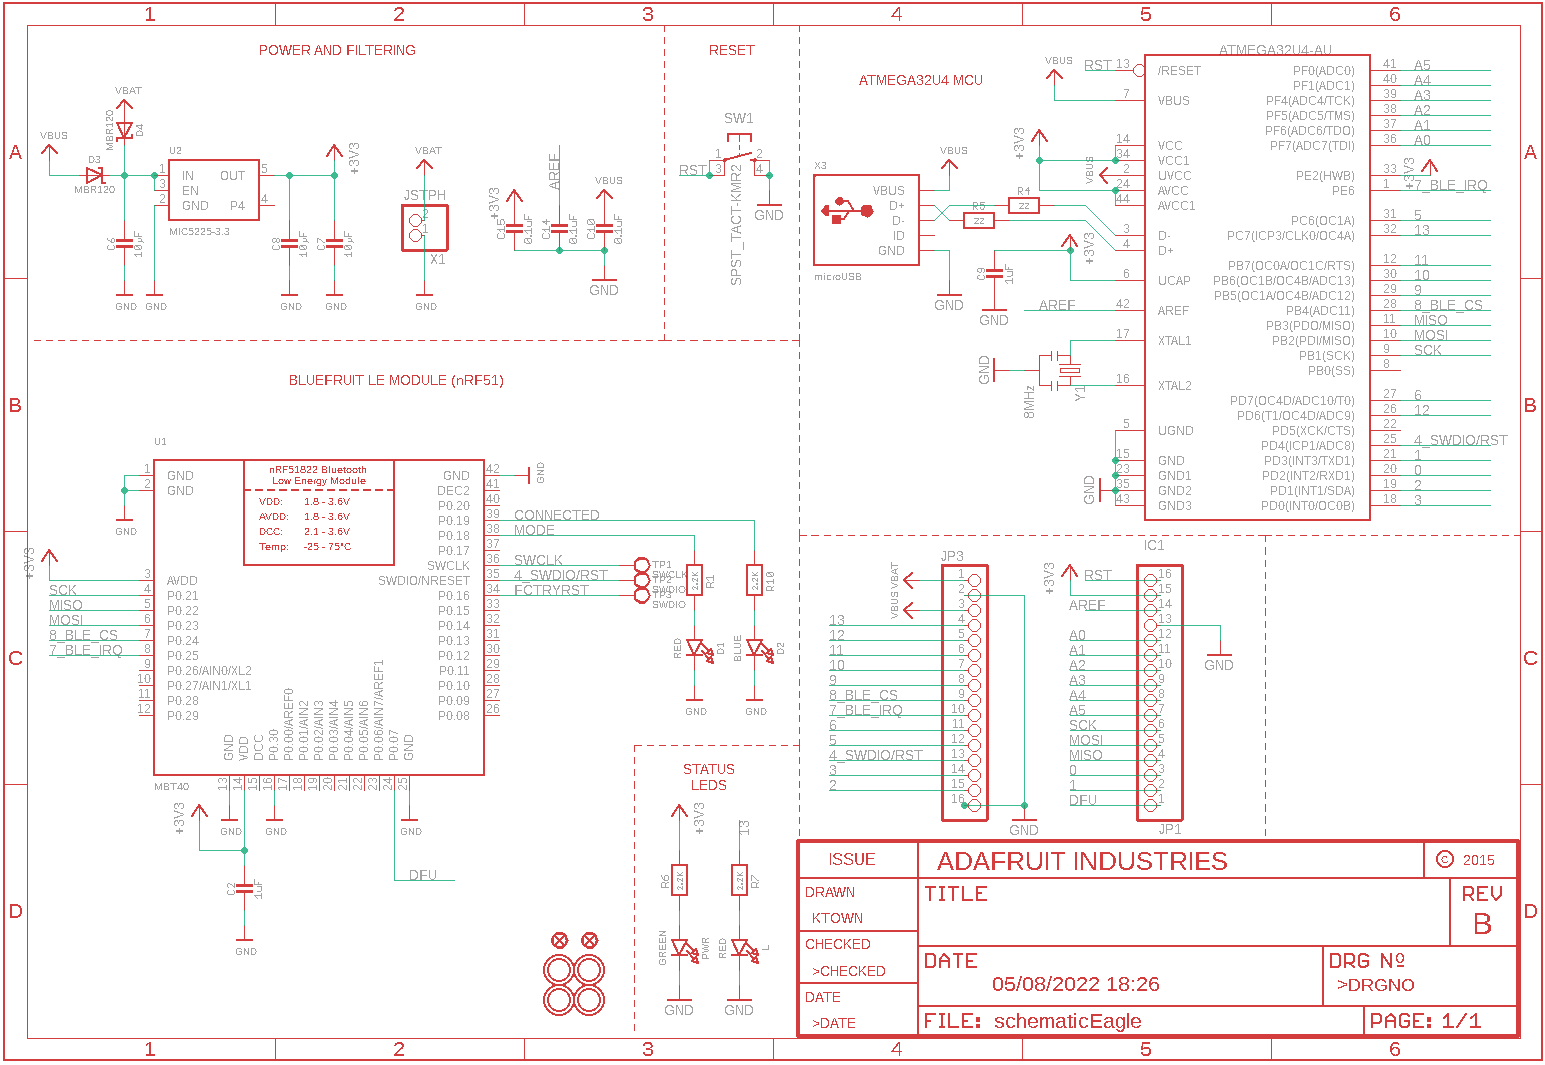 1 2 3 4 5 6
A
B
C
D
POWER AND FILTERING
VBAT
MBR120
D4
VBUS
D3
MBR120
U2
1 IN OUT 5
3 EN
2 GND P4 4
MIC5225-3.3
+3V3
C6
10µF
C8
10µF
C7
10µF
GND GND GND GND
VBAT
JSTPH
2
1
X1
GND
+3V3
AREF
VBUS
C15
0.1uF
C14
0.1uF
C10
0.1uF
GND
RESET
SW1
1 2
RST 3 4
SPST_TACT-KMR2
GND
ATMEGA32U4 MCU
X3
VBUS
D+
D-
ID
GND
microUSB
VBUS
R5
22
R4
22
GND
+3V3
C9
1uF
GND
AREF
GND
8MHz
Y1
GND
VBUS
+3V3
VBUS
ATMEGA32U4-AU
RST 13 /RESET
7 VBUS
14 VCC
34 VCC1
2 UVCC
24 AVCC
44 AVCC1
3 D-
4 D+
6 UCAP
42 AREF
17 XTAL1
16 XTAL2
5 UGND
15 GND
23 GND1
35 GND2
43 GND3
PF0(ADC0) 41 A5
PF1(ADC1) 40 A4
PF4(ADC4/TCK) 39 A3
PF5(ADC5/TMS) 38 A2
PF6(ADC6/TDO) 37 A1
PF7(ADC7(TDI) 36 A0
PE2(HWB) 33 +3V3
PE6 1 7_BLE_IRQ
PC6(OC1A) 31 5
PC7(ICP3/CLK0/OC4A) 32 13
PB7(OC0A/OC1C/RTS) 12 11
PB6(OC1B/OC4B/ADC13) 30 10
PB5(OC1A/OC4B/ADC12) 29 9
PB4(ADC11) 28 8_BLE_CS
PB3(PDO/MISO) 11 MISO
PB2(PDI/MISO) 10 MOSI
PB1(SCK) 9 SCK
PB0(SS) 8
PD7(OC4D/ADC10/T0) 27 6
PD6(T1/OC4D/ADC9) 26 12
PD5(XCK/CTS) 22
PD4(ICP1/ADC8) 25 4_SWDIO/RST
PD3(INT3/TXD1) 21 1
PD2(INT2/RXD1) 20 0
PD1(INT1/SDA) 19 2
PD0(INT0/OC0B) 18 3
IC1
BLUEFRUIT LE MODULE (nRF51)
U1
nRF51822 Bluetooth
Low Energy Module
VDD: 1.8 - 3.6V
AVDD: 1.8 - 3.6V
DCC: 2.1 - 3.6V
Temp: -25 - 75°C
1 GND
2 GND
GND
+3V3
3 AVDD
SCK 4 P0.21
MISO 5 P0.22
MOSI 6 P0.23
8_BLE_CS 7 P0.24
7_BLE_IRQ 8 P0.25
9 P0.26/AIN0/XL2
10 P0.27/AIN1/XL1
11 P0.28
12 P0.29
GND 42 GND
DEC2 41
P0.20 40
P0.19 39 CONNECTED
P0.18 38 MODE
P0.17 37
SWCLK 36 SWCLK
SWDIO/NRESET 35 4_SWDIO/RST
P0.16 34 FCTRYRST
P0.15 33
P0.14 32
P0.13 31
P0.12 30
P0.11 29
P0.10 28
P0.09 27
P0.08 26
GND 13
VDD 14
DCC 15
P0.30 16
P0.00/AREF0 17
P0.01/AIN2 18
P0.02/AIN3 19
P0.03/AIN4 20
P0.04/AIN5 21
P0.05/AIN6 22
P0.06/AIN7/AREF1 23
P0.07 24
GND 25
MBT40
TP1
SWCLK
TP2
SWDIO
TP3
SWDIO
2.2K
R1
2.2K
R10
RED
D1
BLUE
D2
GND GND
+3V3
GND GND GND
C2
1uF
GND
DFU
STATUS
LEDS
+3V3
13
R6
2.2K
R7
2.2K
GREEN
PWR
RED
L
GND GND
JP3
VBAT
VBUS
1
2
3
13 4
12 5
11 6
10 7
9 8
8_BLE_CS 9
7_BLE_IRQ 10
6 11
5 12
4_SWDIO/RST 13
3 14
2 15
16
GND
+3V3
RST 16
15
AREF 14
13
A0 12
A1 11
A2 10
A3 9
A4 8
A5 7
SCK 6
MOSI 5
MISO 4
0 3
1 2
DFU 1
JP1
GND
ISSUE
ADAFRUIT INDUSTRIES
© 2015
DRAWN
KTOWN
TITLE
REV
B
CHECKED
>CHECKED
DATE
05/08/2022 18:26
DRG Nº
>DRGNO
DATE
>DATE
FILE: schematicEagle
PAGE: 1/1
A
B
C
D
1 2 3 4 5 6